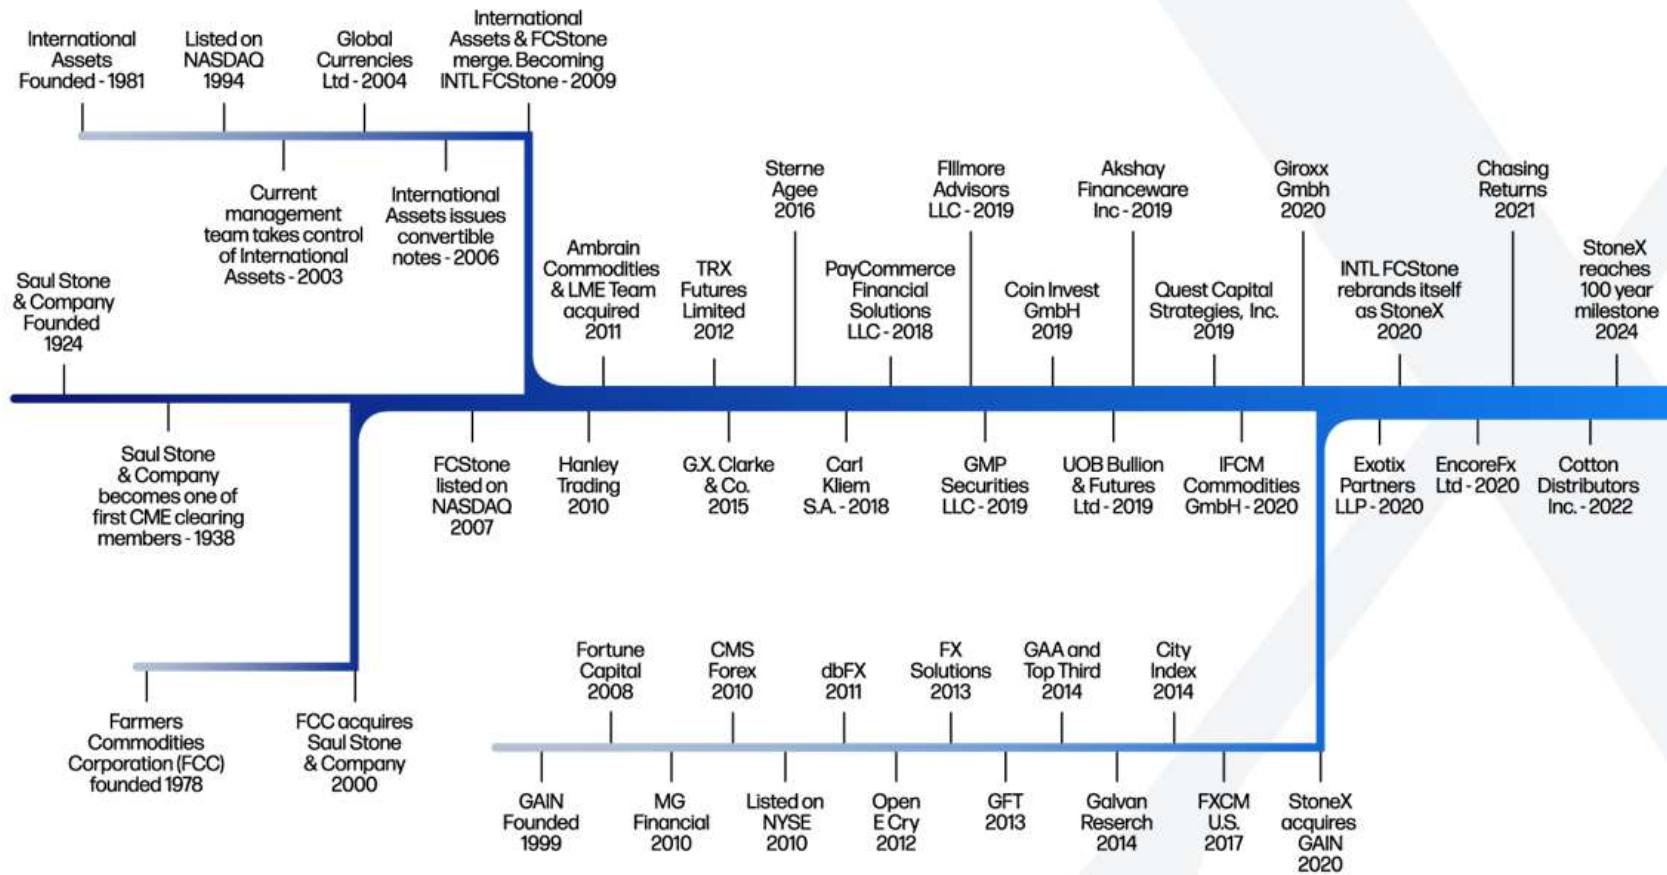 International
Assets
Founded - 1981
Listed on
NASDAQ
1994
Global
Currencies
Ltd - 2004
International
Assets & FCStone
merge. Becoming
INTL FCStone - 2009
Current
management
team takes control
of International
Assets - 2003
International
Assets issues
convertible
notes - 2006
Saul Stone
& Company
Founded
1924
Ambrain
Commodities
& LME Team
acquired
2011
TRX
Futures
Limited
2012
Sterne
Agee
2016
PayCommerce
Financial
Solutions
LLC - 2018
FIllmore
Advisors
LLC - 2019
Coin Invest
GmbH
2019
Akshay
Financeware
Inc - 2019
Quest Capital
Strategies, Inc.
2019
Giroxx
Gmbh
2020
INTL FCStone
rebrands itself
as StoneX
2020
Chasing
Returns
2021
StoneX
reaches
100 year
milestone
2024
Saul Stone
& Company
becomes one of
first CME clearing
members - 1938
FCStone
listed on
NASDAQ
2007
Hanley
Trading
2010
G.X. Clarke
& Co.
2015
Carl
Kliem
S.A. - 2018
GMP
Securities
LLC - 2019
UOB Bullion
& Futures
Ltd - 2019
IFCM
Commodities
GmbH - 2020
Exotix
Partners
LLP - 2020
EncoreFx
Ltd - 2020
Cotton
Distributors
Inc. - 2022
Farmers
Commodities
Corporation (FCC)
founded 1978
FCC acquires
Saul Stone
& Company
2000
Fortune
Capital
2008
CMS
Forex
2010
dbFX
2011
FX
Solutions
2013
GAA and
Top Third
2014
City
Index
2014
GAIN
Founded
1999
MG
Financial
2010
Listed on
NYSE
2010
Open
E Cry
2012
GFT
2013
Galvan
Reserch
2014
FXCM
U.S.
2017
StoneX
acquires
GAIN
2020